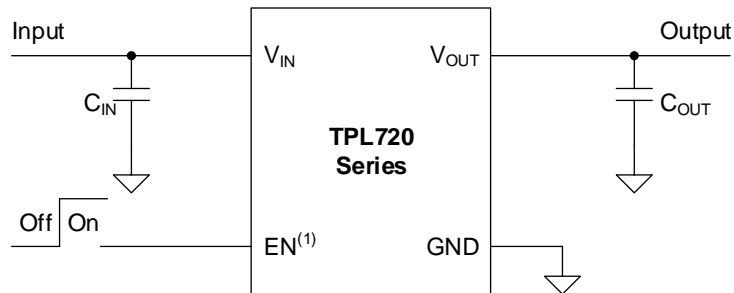 Input
Output
V_IN
V_OUT
C_IN
C_OUT
TPL720
Series
Off On
EN(1)
GND